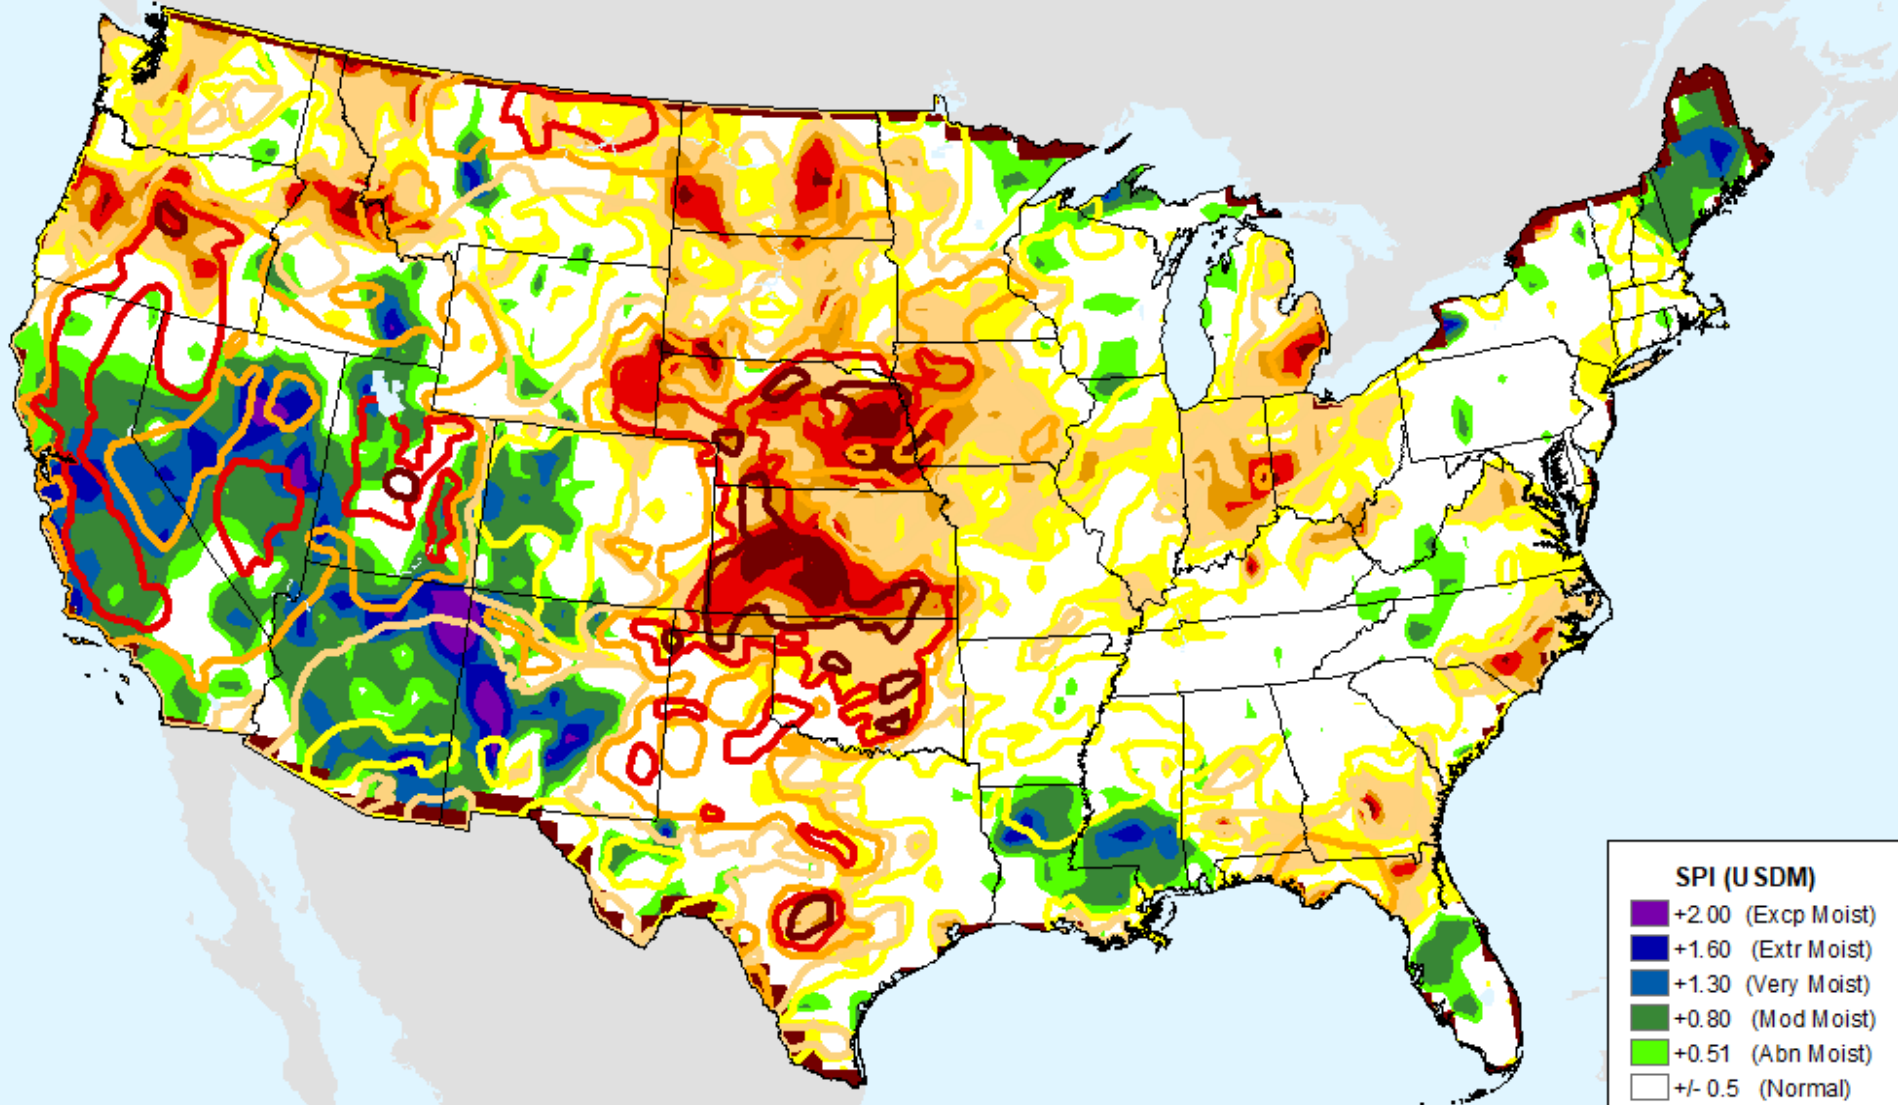 SPI (USDM)
+2.00 (Excp Moist)
+1.60 (Extr Moist)
+1.30 (Very Moist)
+0.80 (Mod Moist)
+0.51 (Abn Moist)
+/- 0.5 (Normal)